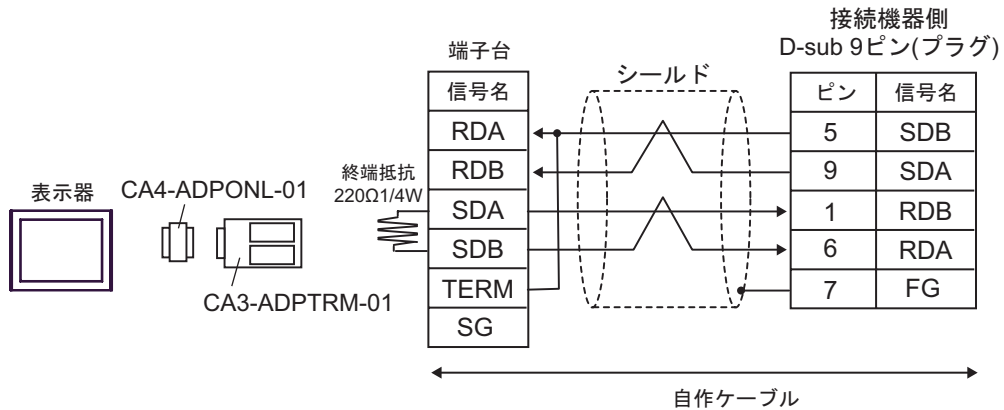 接続機器側
D-sub 9ピン(プラグ)
端子台
シールド
信号名
ピン 信号名
RDA 5 SDB
RDB 9 SDA
SDA 1 RDB
SDB 6 RDA
TERM 7 FG
SG
終端抵抗
220Ω1/4W
表示器
CA4-ADPONL-01
CA3-ADPTRM-01
自作ケーブル